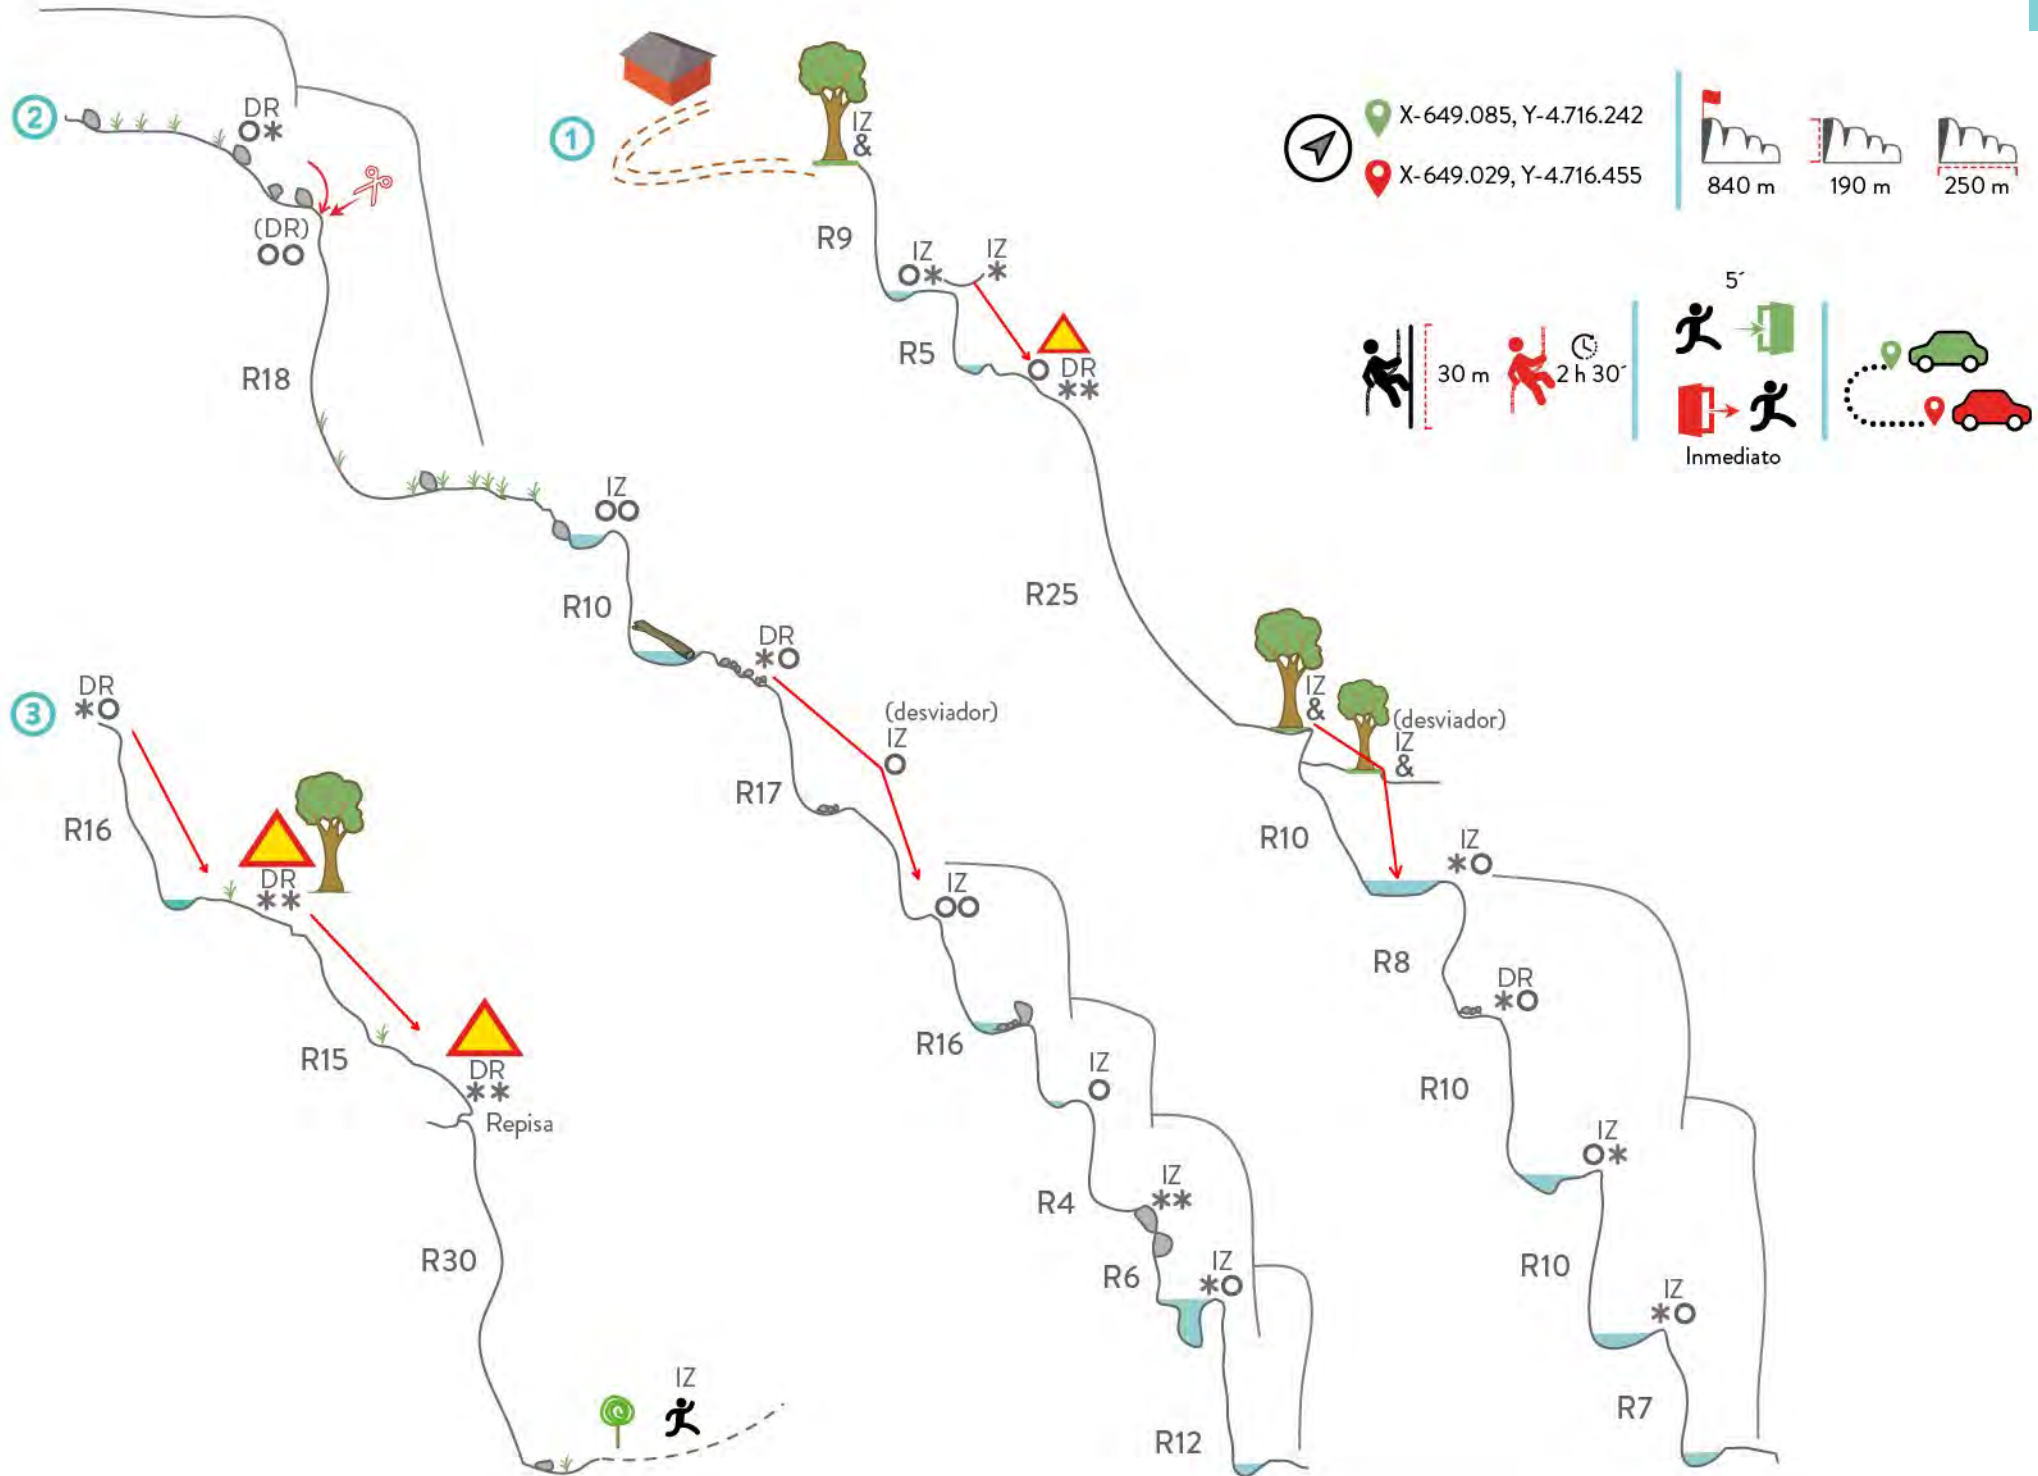 1
IZ
&
R9
IZ
O*
IZ
*
R5
O
DR
**
R25
IZ
&
(desviador)
IZ
&
R10
IZ
*O
R8
DR
*O
R10
IZ
O*
R10
IZ
*O
R7
2
DR
O*
(DR)
OO
R18
IZ
OO
R10
DR
*O
(desviador)
IZ
O
R17
IZ
OO
R16
IZ
O
R4
IZ
**
R6
IZ
*O
R12
3
DR
*O
R16
DR
**
R15
DR
**
Repisa
R30
IZ
X-649.085, Y-4.716.242
X-649.029, Y-4.716.455
840 m
190 m
250 m
30 m
2 h 30´
5´
Inmediato